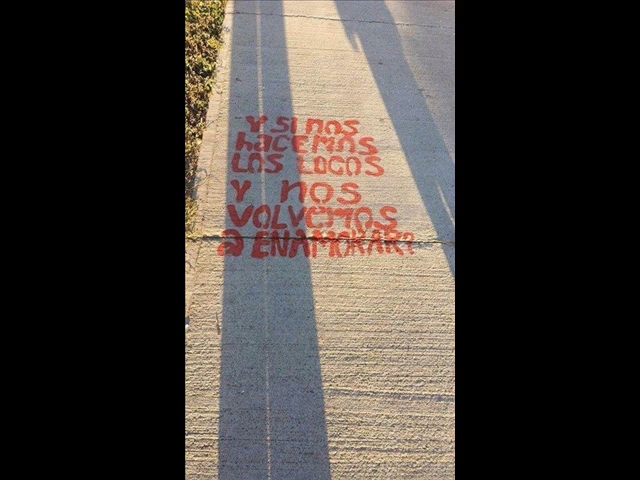 Y SI nos
hacEMOS
LOS LOCOS
Y nos
VOLVEMOS
a ENAMORAR?